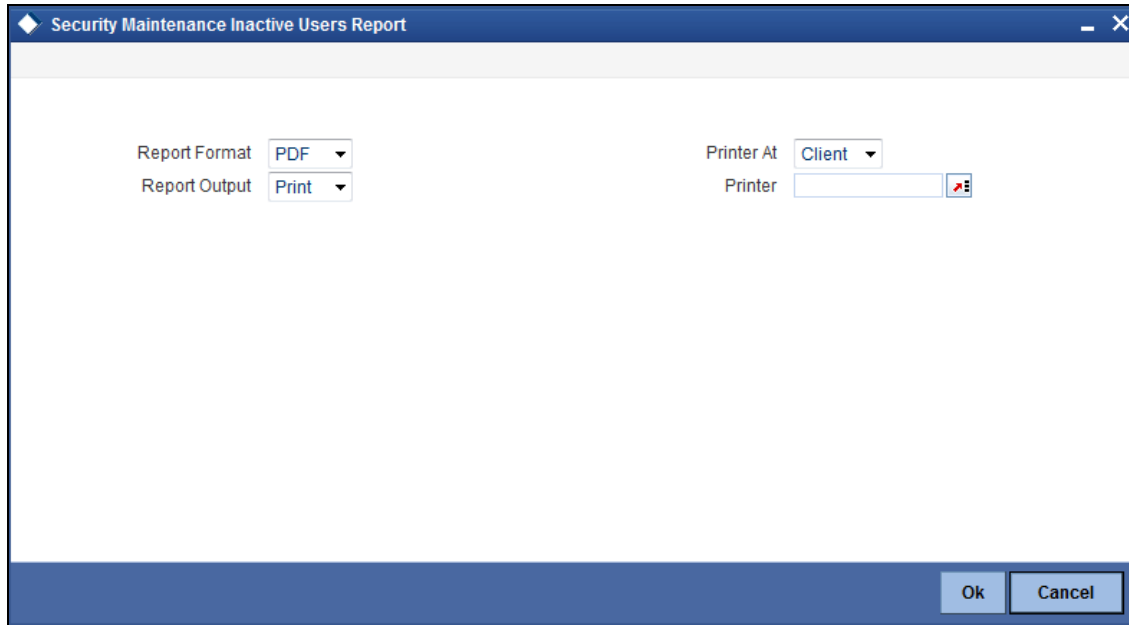 Security Maintenance Inactive Users Report
Report Format PDF
Printer At Client
Report Output Print
Printer
Ok Cancel